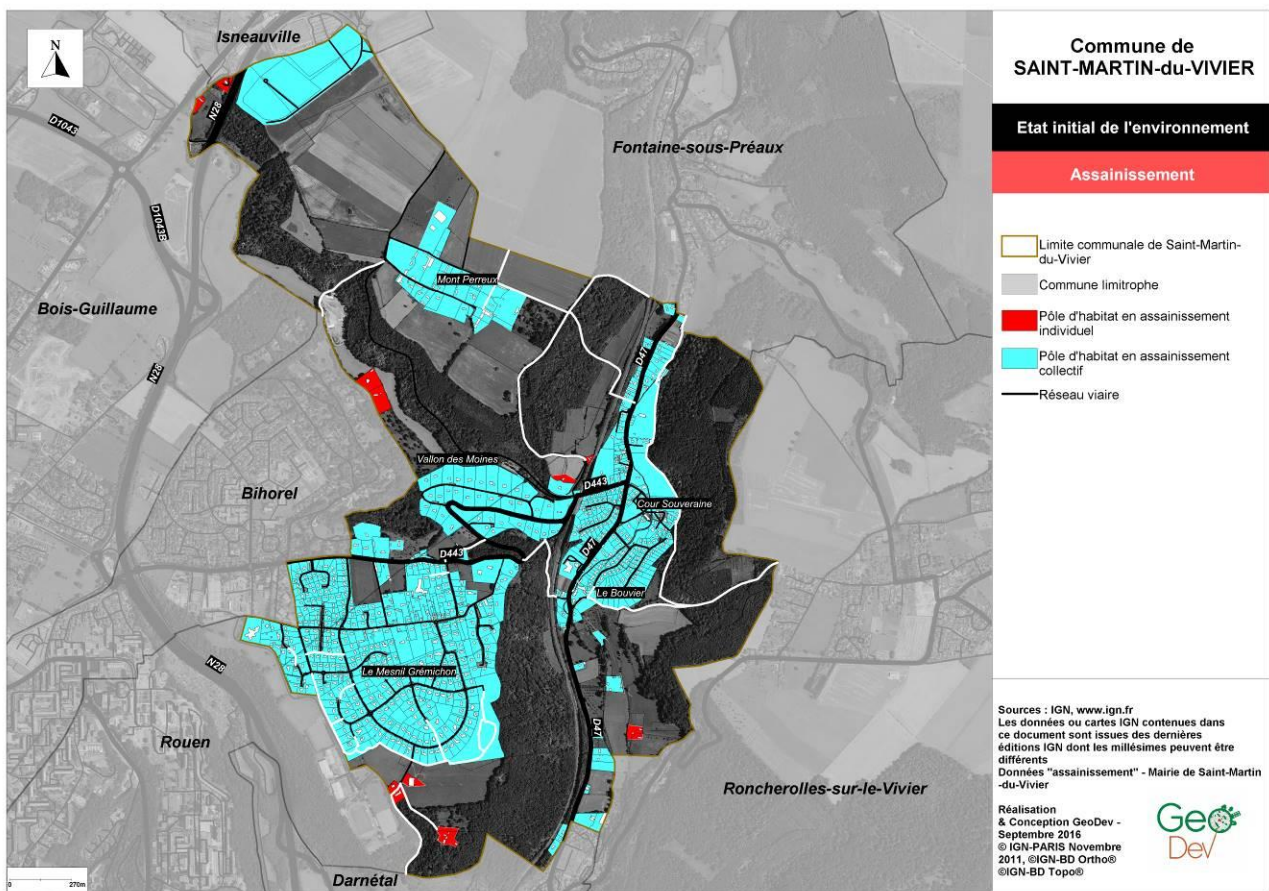 Commune de
SAINT-MARTIN-du-VIVIER
Etat initial de l'environnement
Assainissement
Limite communale de Saint-Martin-
du-Vivier
Commune limitrophe
Pôle d'habitat en assainissement
individuel
Pôle d'habitat en assainissement
collectif
Réseau viaire
N
Isneauville
N28
D1043
Fontaine-sous-Préaux
D1043B
Mont Perreux
Bois-Guillaume
D47
N28
Vallon des Moines
D443
Bihorel
Cour Souveraine
D443
D47
Le Bouvier
N28
Le Mesnil Grémichon
D47
Rouen
Roncherolles-sur-le-Vivier
Darnétal
0 270m
Sources : IGN, www.ign.fr
Les données ou cartes IGN contenues dans
ce document sont issues des dernières
éditions IGN dont les millésimes peuvent être
différents
Données "assainissement" - Mairie de Saint-Martin
-du-Vivier
Réalisation
& Conception GeoDev -
Septembre 2016
© IGN-PARIS Novembre
2011, ©IGN-BD Ortho®
©IGN-BD Topo®
Geo
Dev